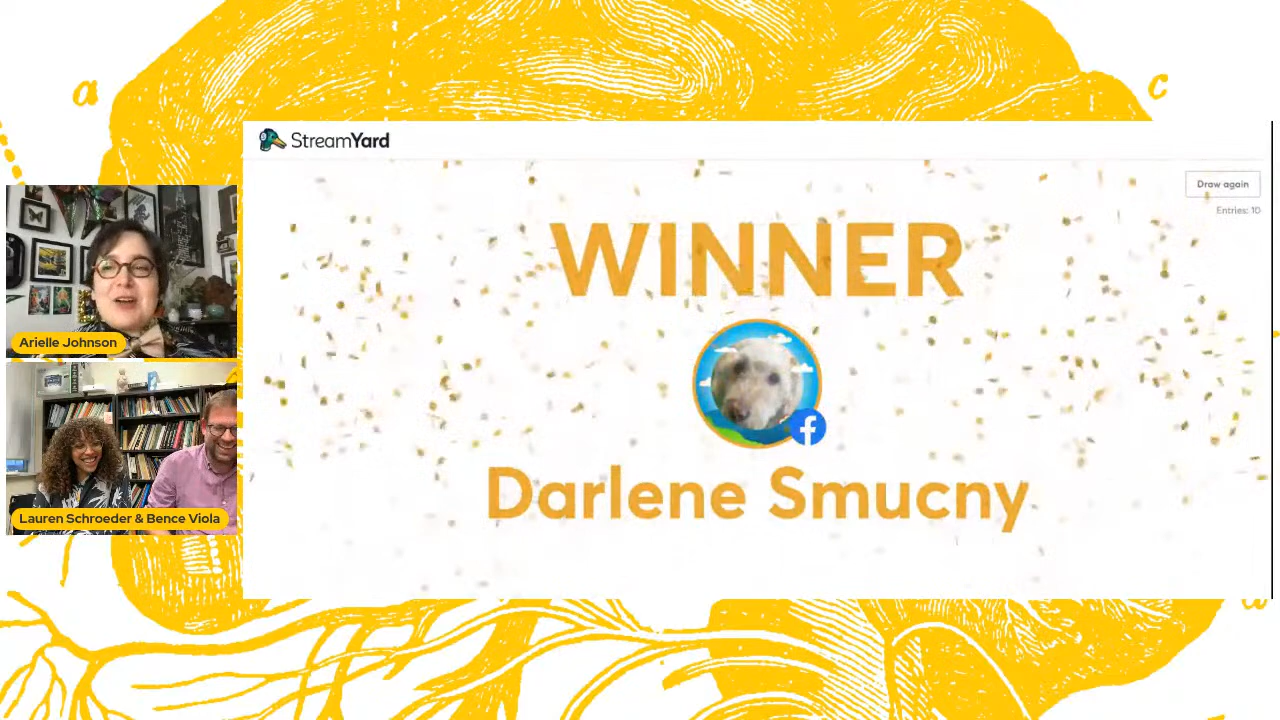 a
c
StreamYard
Draw again
Entries: 10
WINNER
Arielle Johnson
Darlene Smucny
Lauren Schroeder & Bence Viola